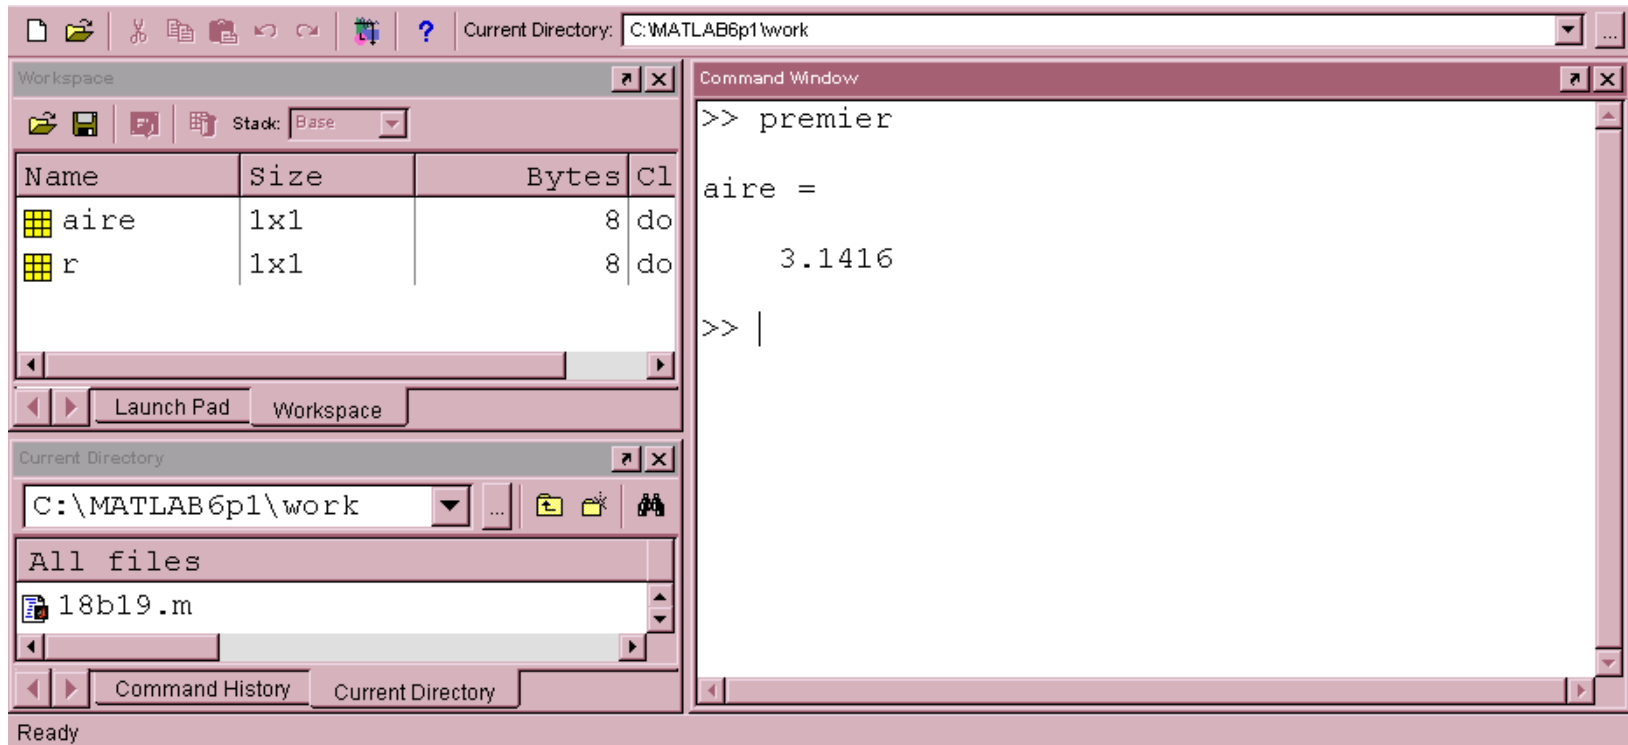 Current Directory: C:\MATLAB6p1\work ...
Workspace
Stack: Base
Name Size Bytes Cl
aire 1x1 8 do
r 1x1 8 do
Launch Pad Workspace
Current Directory
C:\MATLAB6p1\work ...
All files
18b19.m
Command History Current Directory
Ready
Command Window
>> premier
aire =
3.1416
>>